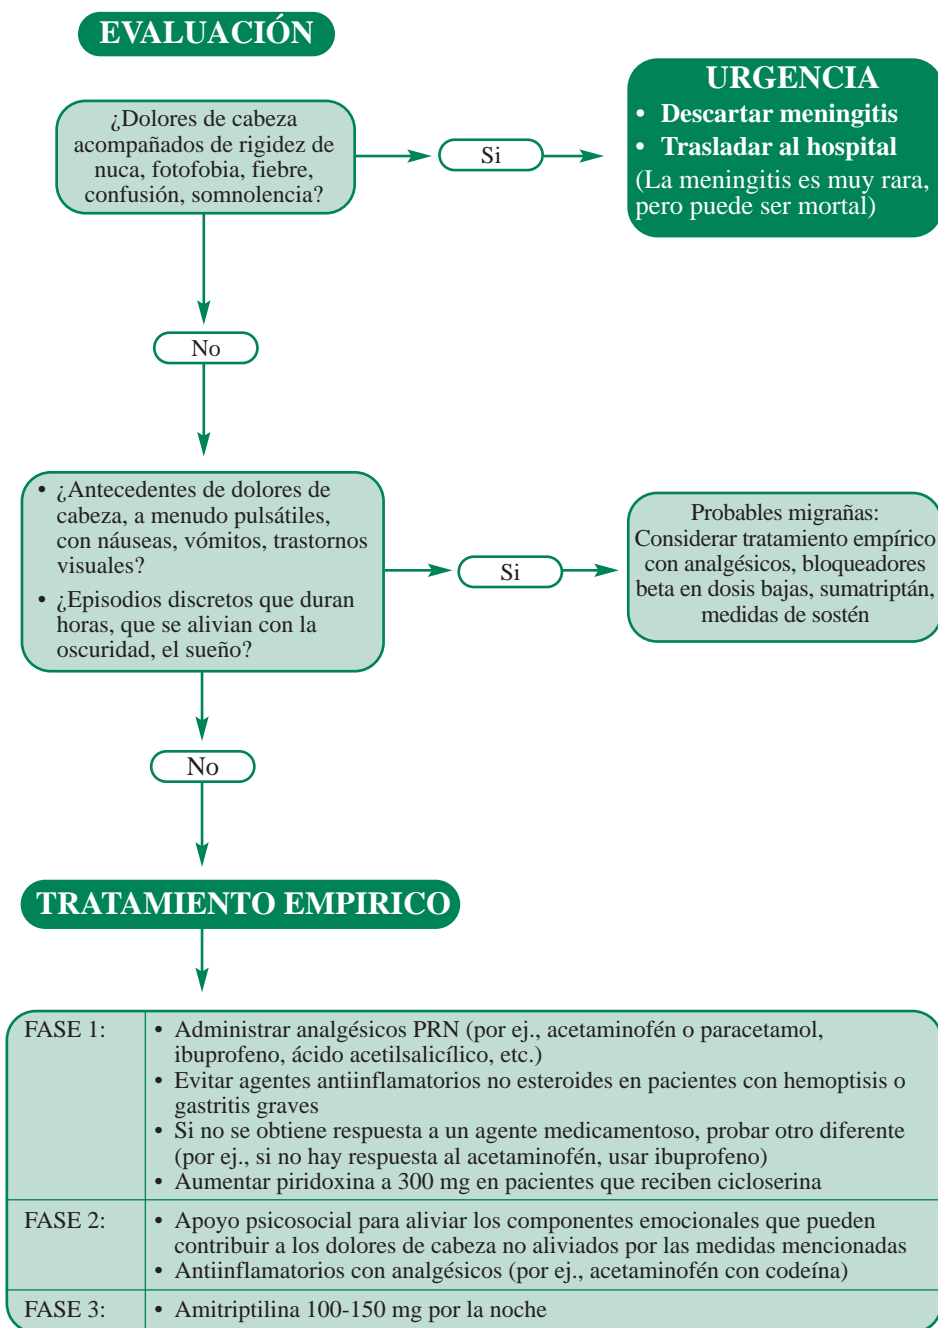 EVALUACIÓN
¿Dolores de cabeza
acompañados de rigidez de
nuca, fotofobia, fiebre,
confusión, somnolencia?
Si
URGENCIA
• Descartar meningitis
• Trasladar al hospital
(La meningitis es muy rara,
pero puede ser mortal)
No
• ¿Antecedentes de dolores de
cabeza, a menudo pulsátiles,
con náuseas, vómitos, trastornos
visuales?
• ¿Episodios discretos que duran
horas, que se alivian con la
oscuridad, el sueño?
Si
Probables migrañas:
Considerar tratamiento empírico
con analgésicos, bloqueadores
beta en dosis bajas, sumatriptán,
medidas de sostén
No
TRATAMIENTO EMPIRICO
FASE 1:
• Administrar analgésicos PRN (por ej., acetaminofén o paracetamol,
ibuprofeno, ácido acetilsalicílico, etc.)
• Evitar agentes antiinflamatorios no esteroides en pacientes con hemoptisis o
gastritis graves
• Si no se obtiene respuesta a un agente medicamentoso, probar otro diferente
(por ej., si no hay respuesta al acetaminofén, usar ibuprofeno)
• Aumentar piridoxina a 300 mg en pacientes que reciben cicloserina
FASE 2:
• Apoyo psicosocial para aliviar los componentes emocionales que pueden
contribuir a los dolores de cabeza no aliviados por las medidas mencionadas
• Antiinflamatorios con analgésicos (por ej., acetaminofén con codeína)
FASE 3:
• Amitriptilina 100-150 mg por la noche